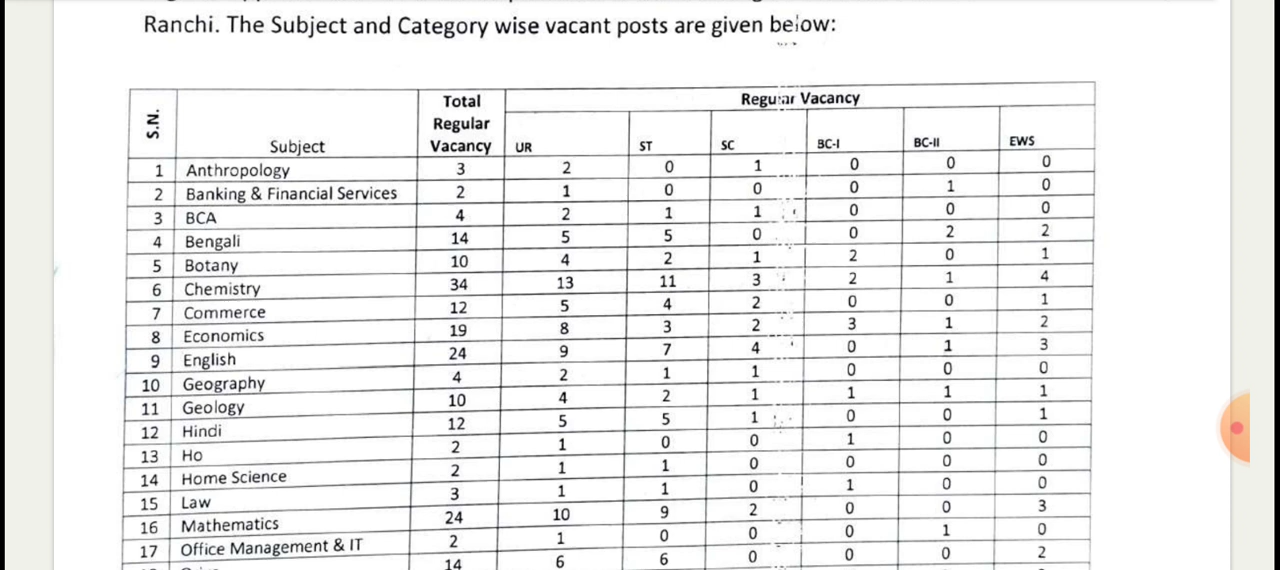 Ranchi. The Subject and Category wise vacant posts are given below:
S.N. Subject Total Regular Vacancy Regular Vacancy
UR ST SC BC-I BC-II EWS
1 Anthropology 3 2 0 1 0 0 0
2 Banking & Financial Services 2 1 0 0 0 1 0
3 BCA 4 2 1 1 0 0 0
4 Bengali 14 5 5 0 0 2 2
5 Botany 10 4 2 1 2 0 1
6 Chemistry 34 13 11 3 2 1 4
7 Commerce 12 5 4 2 0 0 1
8 Economics 19 8 3 2 3 1 2
9 English 24 9 7 4 0 1 3
10 Geography 4 2 1 1 0 0 0
11 Geology 10 4 2 1 1 1 1
12 Hindi 12 5 5 1 0 0 1
13 Ho 2 1 0 0 1 0 0
14 Home Science 2 1 1 0 0 0 0
15 Law 3 1 1 0 1 0 0
16 Mathematics 24 10 9 2 0 0 3
17 Office Management & IT 2 1 0 0 0 1 0
14 6 6 0 0 0 2